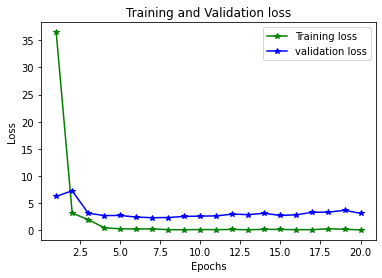 Training and Validation loss
Training loss
validation loss
Loss
35
30
25
20
15
10
5
0
2.5 5.0 7.5 10.0 12.5 15.0 17.5 20.0
Epochs